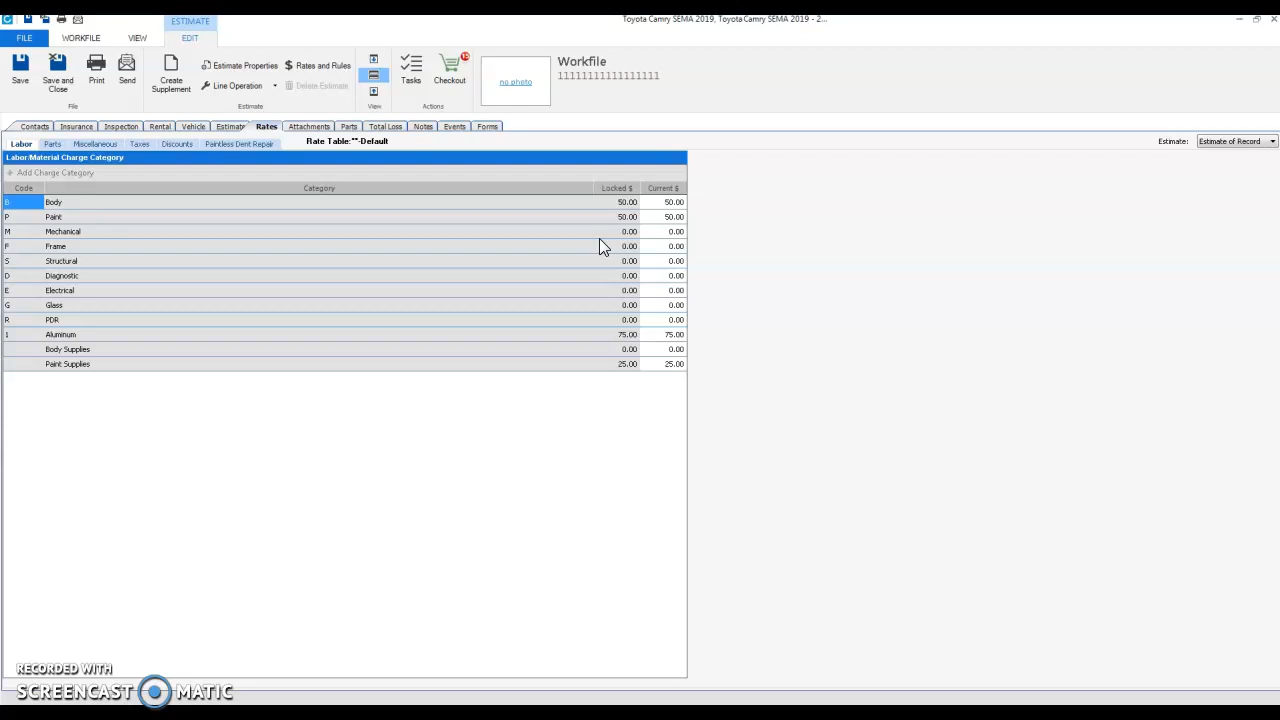 ESTIMATE
Toyota Camry SEMA 2019, Toyota Camry SEMA 2019 - 2...
FILE WORKFILE VIEW EDIT
Save
Save and Close
Print
Send
File
Create Supplement
Estimate Properties
Rates and Rules
Line Operation
Delete Estimate
Estimate
View
Tasks
Checkout
15
Actions
no photo
Workfile
11111111111111111
Contacts Insurance Inspection Rental Vehicle Estimate Rates Attachments Parts Total Loss Notes Events Forms
Labor Parts Miscellaneous Taxes Discounts Paintless Dent Repair Rate Table:**-Default Estimate: Estimate of Record
Labor/Material Charge Category
+ Add Charge Category
Code Category Locked $ Current $
B Body 50.00 50.00
P Paint 50.00 50.00
M Mechanical 0.00 0.00
F Frame 0.00 0.00
S Structural 0.00 0.00
D Diagnostic 0.00 0.00
E Electrical 0.00 0.00
G Glass 0.00 0.00
R PDR 0.00 0.00
1 Aluminum 75.00 75.00
Body Supplies 0.00 0.00
Paint Supplies 25.00 25.00
RECORDED WITH
SCREENCAST MATIC